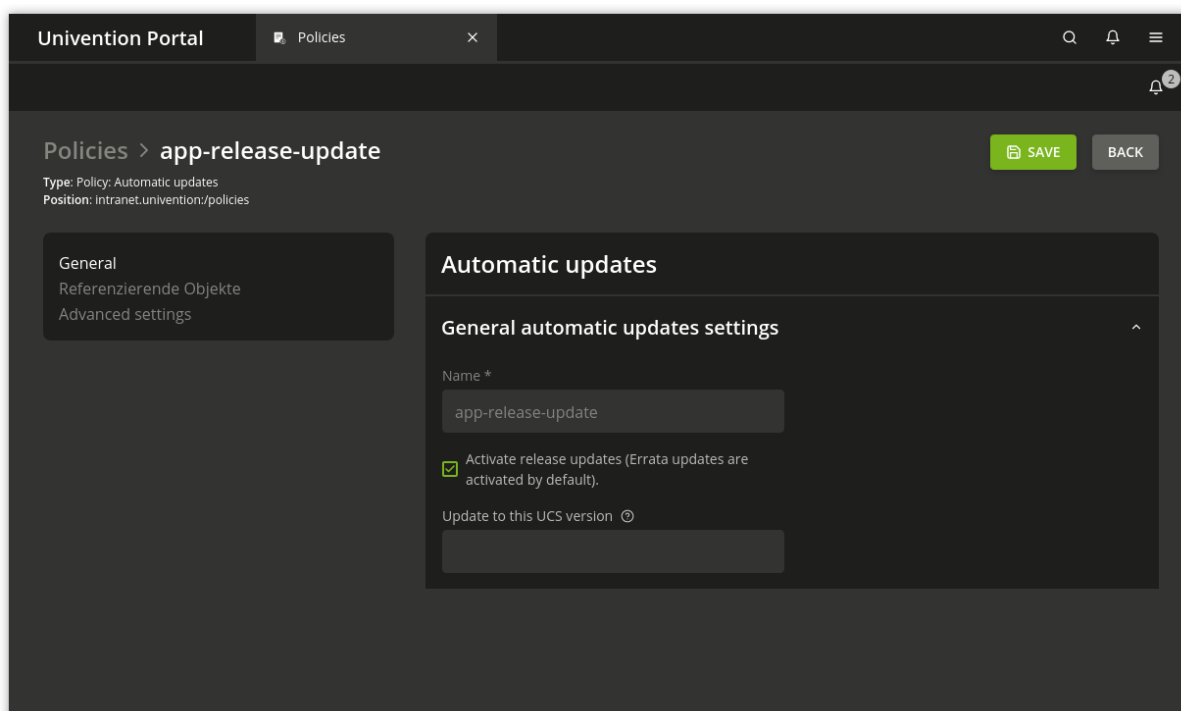 Univention Portal
Policies
2
Policies > app-release-update
SAVE
BACK
Type: Policy: Automatic updates
Position: intranet.univention:/policies
General
Referenzierende Objekte
Advanced settings
Automatic updates
General automatic updates settings
Name *
app-release-update
Activate release updates (Errata updates are
activated by default).
Update to this UCS version